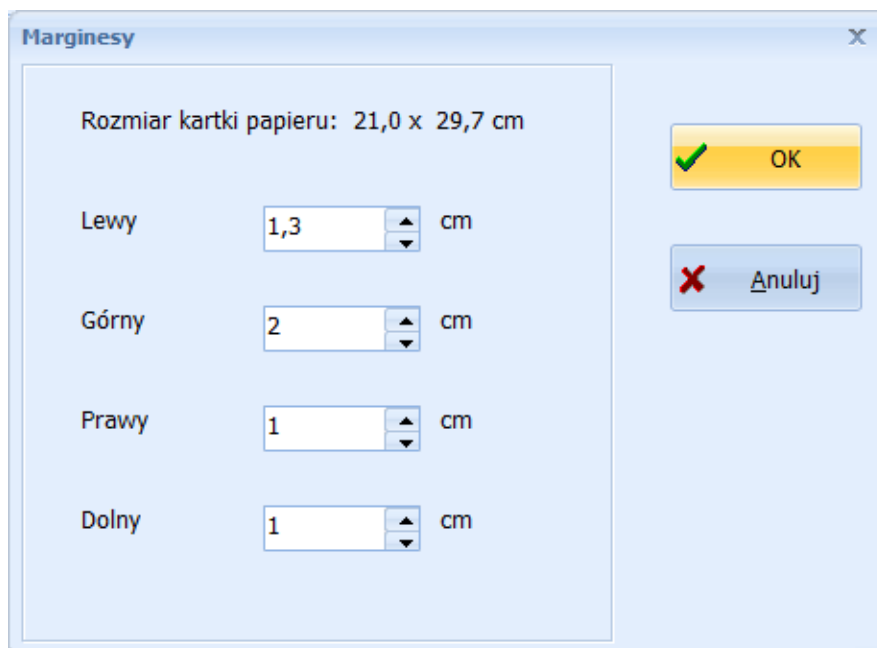 Marginesy
Rozmiar kartki papieru: 21,0 x 29,7 cm
OK
Lewy 1,3 cm
Anuluj
Górny 2 cm
Prawy 1 cm
Dolny 1 cm